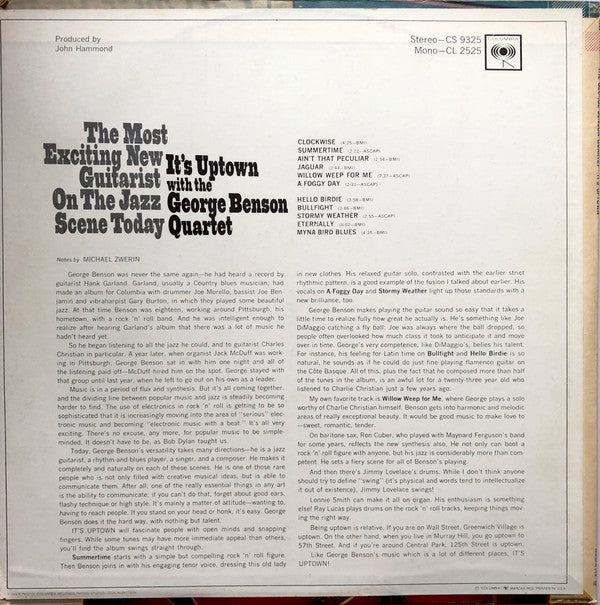 Produced by
John Hammond
Stereo—CS 9325
Mono—CL 2525
COLUMBIA
The Most
Exciting New
Guitarist
On The Jazz
Scene Today
It's Uptown
with the
George Benson
Quartet
CLOCKWISE (4:25—BMI)
SUMMERTIME (2:22—ASCAP)
AIN'T THAT PECULIAR (2:54—BMI)
JAGUAR (2:44—BMI)
WILLOW WEEP FOR ME (7:27—ASCAP)
A FOGGY DAY (2:31—ASCAP)
HELLO BIRDIE (3:58—BMI)
BULLFIGHT (3:46—BMI)
STORMY WEATHER (2:55—ASCAP)
ETERNALLY (5:02—BMI)
MYNA BIRD BLUES (4:35—BMI)
Notes by MICHAEL ZWERIN
George Benson was never the same again—he had heard a record by
guitarist Hank Garland. Garland, usually a Country blues musician, had
made an album for Columbia with drummer Joe Morello, bassist Joe Ben-
jamin and vibraharpist Gary Burton, in which they played some beautiful
jazz. At that time Benson was eighteen, working around Pittsburgh, his
hometown, with a rock 'n' roll band. And he was intelligent enough to
realize after hearing Garland's album that there was a lot of music he
hadn't heard yet.
So he began listening to all the jazz he could, and to guitarist Charles
Christian in particular. A year later, when organist Jack McDuff was work-
ing in Pittsburgh, George Benson sat in with him one night and all of
the listening paid off—McDuff hired him on the spot. George stayed with
that group until last year, when he left to go out on his own as a leader.
Music is in a period of flux and synthesis. But it's all coming together,
and the dividing line between popular music and jazz is steadily becoming
harder to find. The use of electronics in rock 'n' roll is getting to be so
sophisticated that it is increasingly moving into the area of "serious" elec-
tronic music and becoming "electronic music with a beat." It's all very
exciting. There's no excuse, any more, for popular music to be simple-
minded. It doesn't have to be, as Bob Dylan taught us.
Today, George Benson's versatility takes many directions—he is a jazz
guitarist, a rhythm and blues player, a singer, and a composer. He makes it
completely and naturally on each of these scenes. He is one of those rare
people who is not only filled with creative musical ideas, but is able to
communicate them. After all, one of the really essential things in any art
is the ability to communicate; if you can't do that, forget about good ears,
flashy technique or high style. It's mainly a matter of attitude—wanting to,
having to reach people. If you stand on your head or honk, it's easy. George
Benson does it the hard way, with nothing but talent.
IT'S UPTOWN will fascinate people with open minds and snapping
fingers. While some tunes may have more immediate appeal than others,
you'll find the album swings straight through.
Summertime starts with a simple but compelling rock 'n' roll figure.
Then Benson joins in with his engaging tenor voice, dressing this old lady
in new clothes. His relaxed guitar solo, contrasted with the earlier strict
rhythmic pattern, is a good example of the fusion I talked about earlier. His
vocals on A Foggy Day and Stormy Weather light up those standards with a
new brilliance, too.
George Benson makes playing the guitar sound so easy that it takes a
little time to realize fully how great he actually is. He's something like Joe
DiMaggio catching a fly ball. Joe was always where the ball dropped, so
people often overlooked how much class it took to anticipate it and move
over in time. George's very competence, like DiMaggio's, belies his talent.
For instance, his feeling for Latin time on Bullfight and Hello Birdie is so
natural, he sounds as if he could do just fine playing flamenco guitar on
the Côte Basque. All of this, plus the fact that he composed more than half
of the tunes in the album, is an awful lot for a twenty-three year old who
listened to Charlie Christian just a few years ago.
My own favorite track is Willow Weep for Me, where George plays a solo
worthy of Charlie Christian himself. Benson gets into harmonic and melodic
areas of really exceptional beauty. It would be good music to make love to
—sweet, romantic, tender.
On baritone sax, Ron Cuber, who played with Maynard Ferguson's band
for some years, reflects the new synthesis also. He not only can boot a
rock 'n' roll figure with anyone, but his jazz is considerably more than com-
petent. He sets a fiery scene for all of Benson's playing.
And then there's Jimmy Lovelace's drums. While I don't think anyone
should try to define "swing" (it's physical and words tend to intellectualize
it out of existence), Jimmy Lovelace swings!
Lonnie Smith can make it all on organ. His enthusiasm is something
else! Ray Lucas plays drums on the rock 'n' roll tracks, keeping things mov-
ing the right way.
Being uptown is relative. If you are on Wall Street, Greenwich Village is
uptown. On the other hand, when you live in Murray Hill, you go uptown to
57th Street. And if you're around Central Park, 125th Street is uptown.
Like George Benson's music which is a lot of different places, IT'S
UPTOWN!
© COLUMBIA MARCAS REG. PRINTED IN U.S.A.